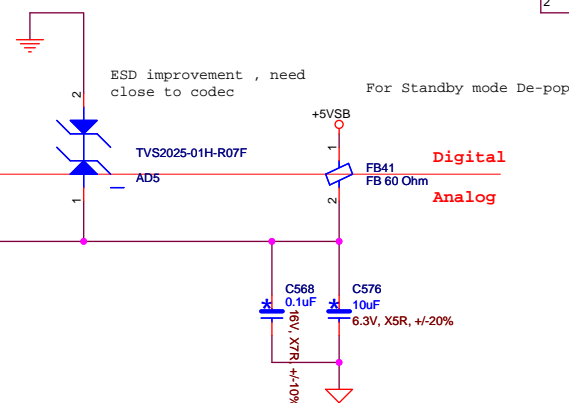 2
ESD improvement , need
close to codec
For Standby mode De-pop
2
+5VSB
1
TVS2025-01H-R07F
AD5
FB41
FB 60 Ohm
Digital
Analog
1
2
C568
0.1uF
16V, X7R, +/-10%
C576
10uF
6.3V, X5R, +/-20%